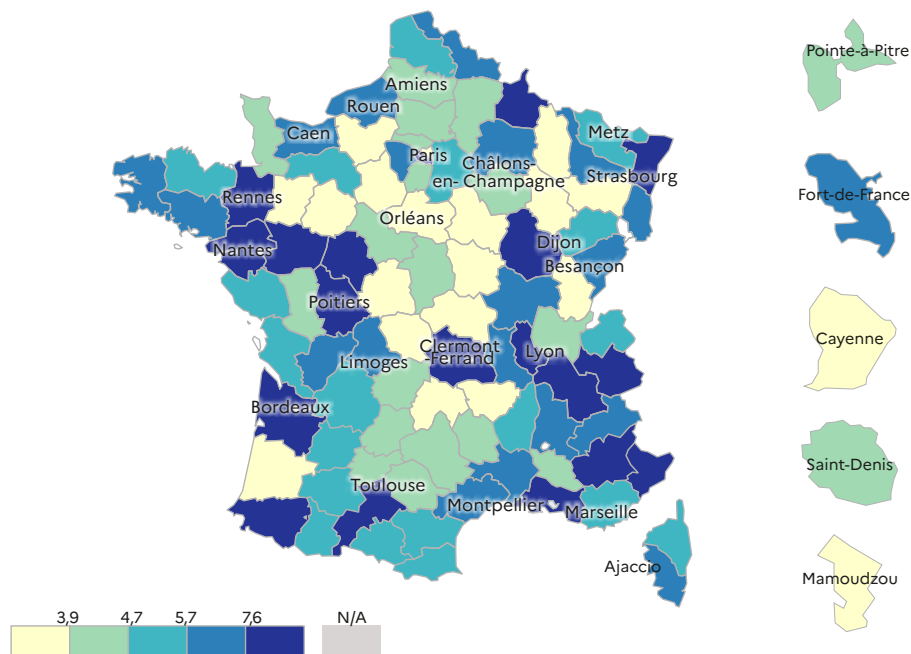 Pointe-à-Pitre
Amiens
Rouen
Caen
Metz
Paris
Châlons-
en- Champagne
Strasbourg
Rennes
Fort-de-France
Orléans
Nantes
Dijon
Besançon
Poitiers
Cayenne
Clermont
-Ferrand
Lyon
Limoges
Bordeaux
Saint-Denis
Toulouse
Montpellier
Marseille
Ajaccio
Mamoudzou
3,9 4,7 5,7 7,6 N/A